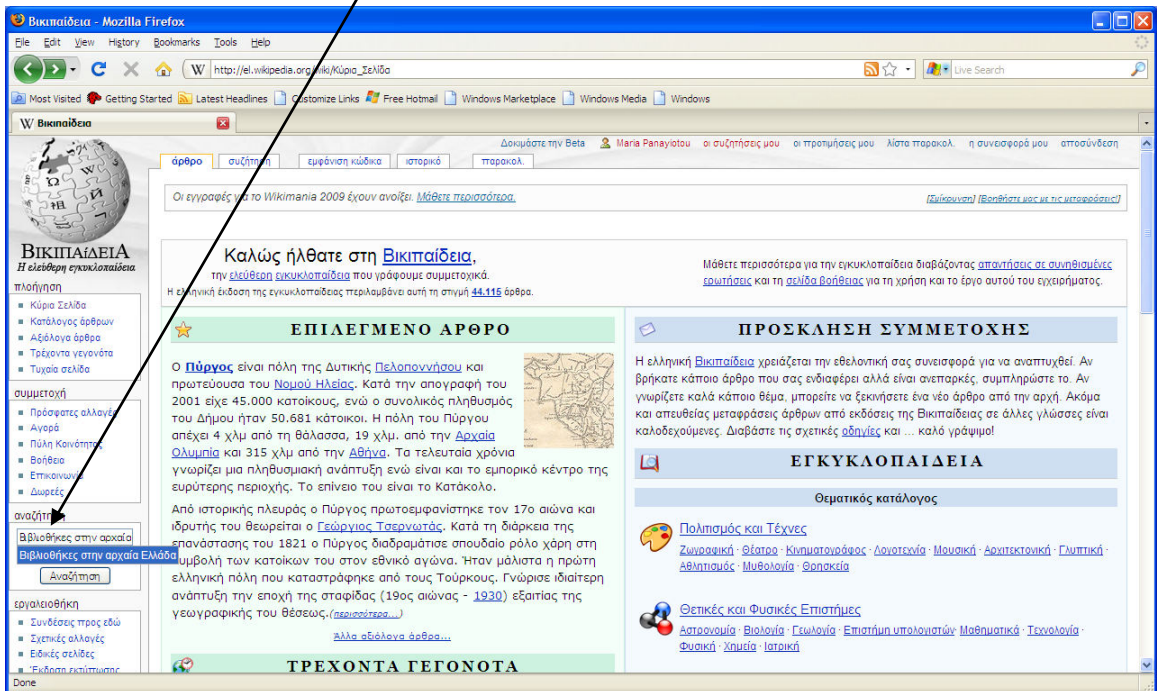 Βικιπαίδεια - Mozilla Firefox
File Edit View History Bookmarks Tools Help
W http://el.wikipedia.org/wiki/Κύρια_Σελίδα
Live Search
Most Visited Getting Started Latest Headlines Customize Links Free Hotmail Windows Marketplace Windows Media Windows
W Βικιπαίδεια
Δοκιμάστε την Beta Maria Panayiotou οι συζητήσεις μου οι προτιμήσεις μου λίστα παρακολ. η συνεισφορά μου αποσύνδεση
άρθρο συζήτηση εμφάνιση κώδικα ιστορικό παρακολ.
Οι εγγραφές για το Wikimania 2009 έχουν ανοίξει. Μάθετε περισσότερα.
[Σμίκρυνση] [Βοηθήστε μας με τις μεταφράσεις!]
ΒΙΚΙΠΑίΔΕΙΑ
Η ελεύθερη εγκυκλοπαίδεια
πλοήγηση
Κύρια Σελίδα
Κατάλογος άρθρων
Αξιόλογα άρθρα
Τρέχοντα γεγονότα
Τυχαία σελίδα
συμμετοχή
Πρόσφατες αλλαγές
Αγορά
Πύλη Κοινότητας
Βοήθεια
Επικοινωνία
Δωρεές
αναζήτηση
Βιβλιοθήκες στην αρχαία
Βιβλιοθήκες στην αρχαία Ελλάδα
Αναζήτηση
εργαλειοθήκη
Συνδέσεις προς εδώ
Σχετικές αλλαγές
Ειδικές σελίδες
Έκδοση εκτύπωσης
Καλώς ήλθατε στη Βικιπαίδεια,
την ελεύθερη εγκυκλοπαίδεια που γράφουμε συμμετοχικά.
Η ελληνική έκδοση της εγκυκλοπαίδειας περιλαμβάνει αυτή τη στιγμή 44.115 άρθρα.
Μάθετε περισσότερα για την εγκυκλοπαίδεια διαβάζοντας απαντήσεις σε συνηθισμένες
ερωτήσεις και τη σελίδα βοήθειας για τη χρήση και το έργο αυτού του εγχειρήματος.
ΕΠΙΛΕΓΜΕΝΟ ΑΡΘΡΟ
Ο Πύργος είναι πόλη της Δυτικής Πελοποννήσου και
πρωτεύουσα του Νομού Ηλείας. Κατά την απογραφή του
2001 είχε 45.000 κατοίκους, ενώ ο συνολικός πληθυσμός
του Δήμου ήταν 50.681 κάτοικοι. Η πόλη του Πύργου
απέχει 4 χλμ από τη θάλασσα, 19 χλμ. από την Αρχαία
Ολυμπία και 315 χλμ από την Αθήνα. Τα τελευταία χρόνια
γνωρίζει μια πληθυσμιακή ανάπτυξη ενώ είναι και το εμπορικό κέντρο της
ευρύτερης περιοχής. Το επίνειο του είναι το Κατάκολο.
Από ιστορικής πλευράς ο Πύργος πρωτοεμφανίστηκε τον 17ο αιώνα και
ιδρυτής του θεωρείται ο Γεώργιος Τσερνωτάς. Κατά τη διάρκεια της
επανάστασης του 1821 ο Πύργος διαδραμάτισε σπουδαίο ρόλο χάρη στη
συμβολή των κατοίκων του στον εθνικό αγώνα. Ήταν μάλιστα η πρώτη
ελληνική πόλη που καταστράφηκε από τους Τούρκους. Γνώρισε ιδιαίτερη
ανάπτυξη την εποχή της σταφίδας (19ος αιώνας - 1930) εξαιτίας της
γεωγραφικής του θέσεως.(περισσότερα...)
Άλλα αξιόλογα άρθρα...
ΤΡΕΧΟΝΤΑ ΓΕΓΟΝΟΤΑ
ΠΡΟΣΚΛΗΣΗ ΣΥΜΜΕΤΟΧΗΣ
Η ελληνική Βικιπαίδεια χρειάζεται την εθελοντική σας συνεισφορά για να αναπτυχθεί. Αν
βρήκατε κάποιο άρθρο που σας ενδιαφέρει αλλά είναι ανεπαρκές, συμπληρώστε το. Αν
γνωρίζετε καλά κάποιο θέμα, μπορείτε να ξεκινήσετε ένα νέο άρθρο από την αρχή. Ακόμα
και απευθείας μεταφράσεις άρθρων από εκδόσεις της Βικιπαίδειας σε άλλες γλώσσες είναι
καλοδεχούμενες. Διαβάστε τις σχετικές οδηγίες και ... καλό γράψιμο!
ΕΓΚΥΚΛΟΠΑΙΔΕΙΑ
Θεματικός κατάλογος
Πολιτισμός και Τέχνες
Ζωγραφική · Θέατρο · Κινηματογράφος · Λογοτεχνία · Μουσική · Αρχιτεκτονική · Γλυπτική ·
Αθλητισμός · Μυθολογία · Θρησκεία
Θετικές και Φυσικές Επιστήμες
Αστρονομία · Βιολογία · Γεωλογία · Επιστήμη υπολογιστών · Μαθηματικά · Τεχνολογία ·
Φυσική · Χημεία · Ιατρική
Done